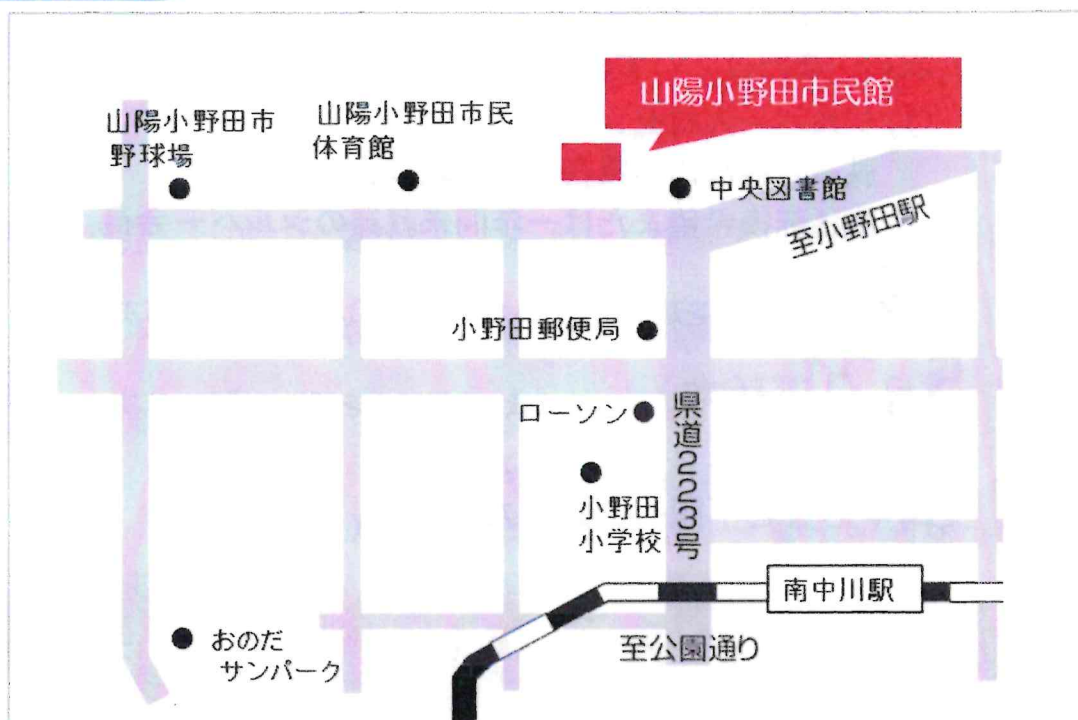 山陽小野田市民館
山陽小野田市
野球場
山陽小野田市民
体育館
中央図書館
至小野田駅
小野田郵便局
ローソン
県道223号
小野田
小学校
南中川駅
至公園通り
おのだ
サンパーク